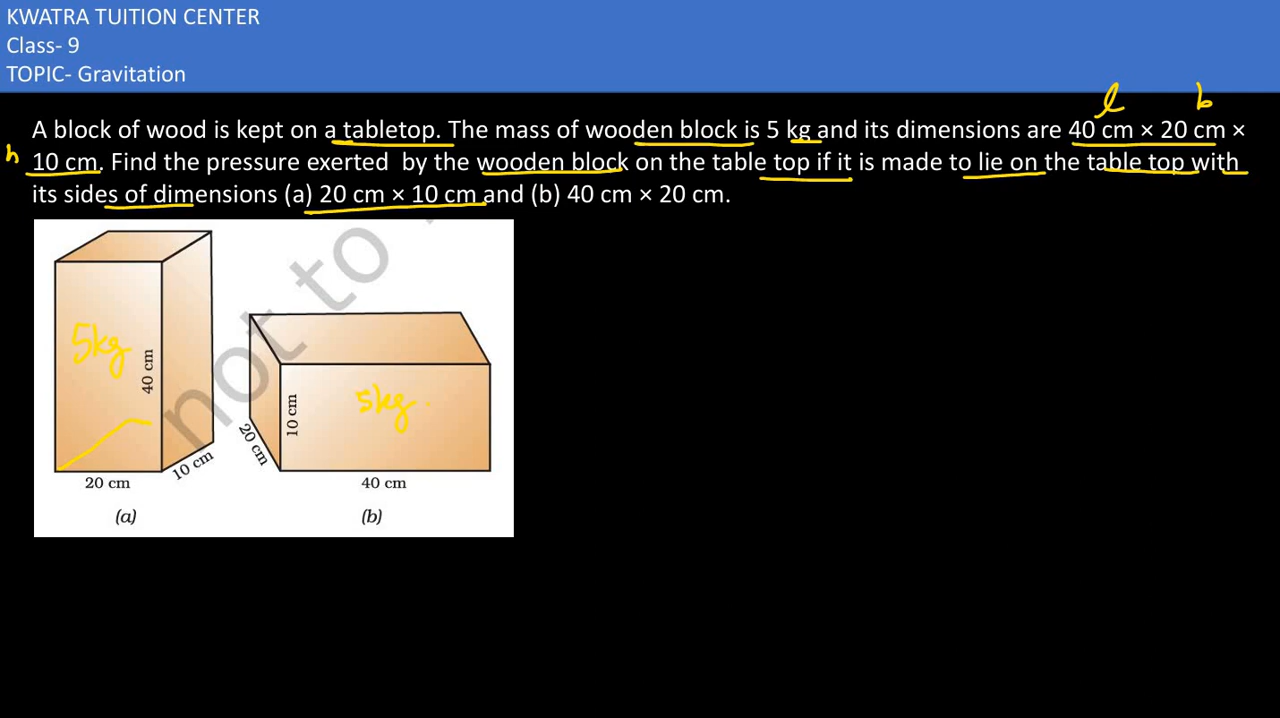 KWATRA TUITION CENTER
Class- 9
TOPIC- Gravitation
l b
A block of wood is kept on a tabletop. The mass of wooden block is 5 kg and its dimensions are 40 cm × 20 cm ×
h 10 cm. Find the pressure exerted by the wooden block on the table top if it is made to lie on the table top with
its sides of dimensions (a) 20 cm × 10 cm and (b) 40 cm × 20 cm.
not to
5kg
40 cm
20 cm
10 cm
(a)
5kg
10 cm
20 cm
40 cm
(b)